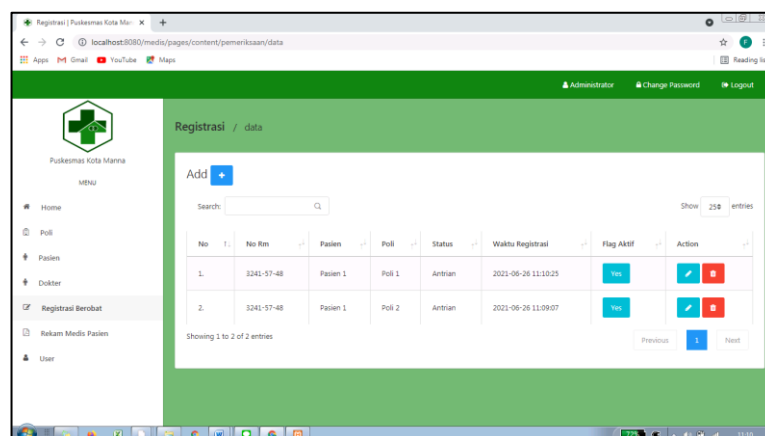 Registrasi | Puskesmas Kota Man
localhost:8080/medis/pages/content/pemeriksaan/data
F
Apps Gmail YouTube Maps
Reading lis
Administrator Change Password Logout
Puskesmas Kota Manna
MENU
Home
Poli
Pasien
Dokter
Registrasi Berobat
Rekam Medis Pasien
User
Registrasi / data
Add +
Search:
Show 250 entries
No No Rm Pasien Poli Status Waktu Registrasi Flag Aktif Action
1. 3241-57-48 Pasien 1 Poli 1 Antrian 2021-06-26 11:10:25 Yes
2. 3241-57-48 Pasien 1 Poli 2 Antrian 2021-06-26 11:09:07 Yes
Showing 1 to 2 of 2 entries
Previous 1 Next
11:10